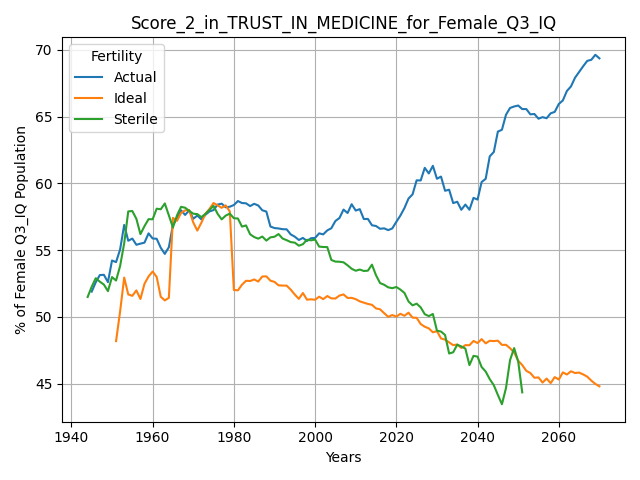 Score_2_in_TRUST_IN_MEDICINE_for_Female_Q3_IQ
Fertility
Actual
Ideal
Sterile
% of Female Q3_IQ Population
70
65
60
55
50
45
1940
1960
1980
2000
2020
2040
2060
Years